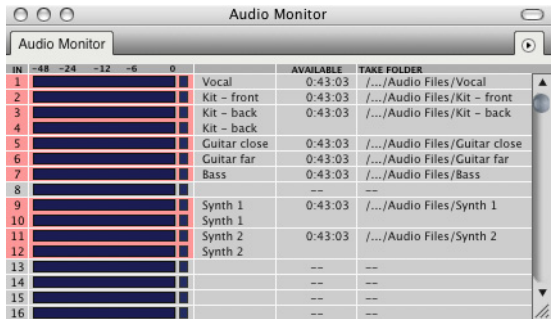 Audio Monitor
Audio Monitor
IN -48 -24 -12 -6 0 AVAILABLE TAKE FOLDER
1 Vocal 0:43:03 /.../Audio Files/Vocal
2 Kit – front 0:43:03 /.../Audio Files/Kit – front
3 Kit – back 0:43:03 /.../Audio Files/Kit – back
4 Kit – back
5 Guitar close 0:43:03 /.../Audio Files/Guitar close
6 Guitar far 0:43:03 /.../Audio Files/Guitar far
7 Bass 0:43:03 /.../Audio Files/Bass
8 -- --
9 Synth 1 0:43:03 /.../Audio Files/Synth 1
10 Synth 1
11 Synth 2 0:43:03 /.../Audio Files/Synth 2
12 Synth 2
13 -- --
14 -- --
15 -- --
16 -- --